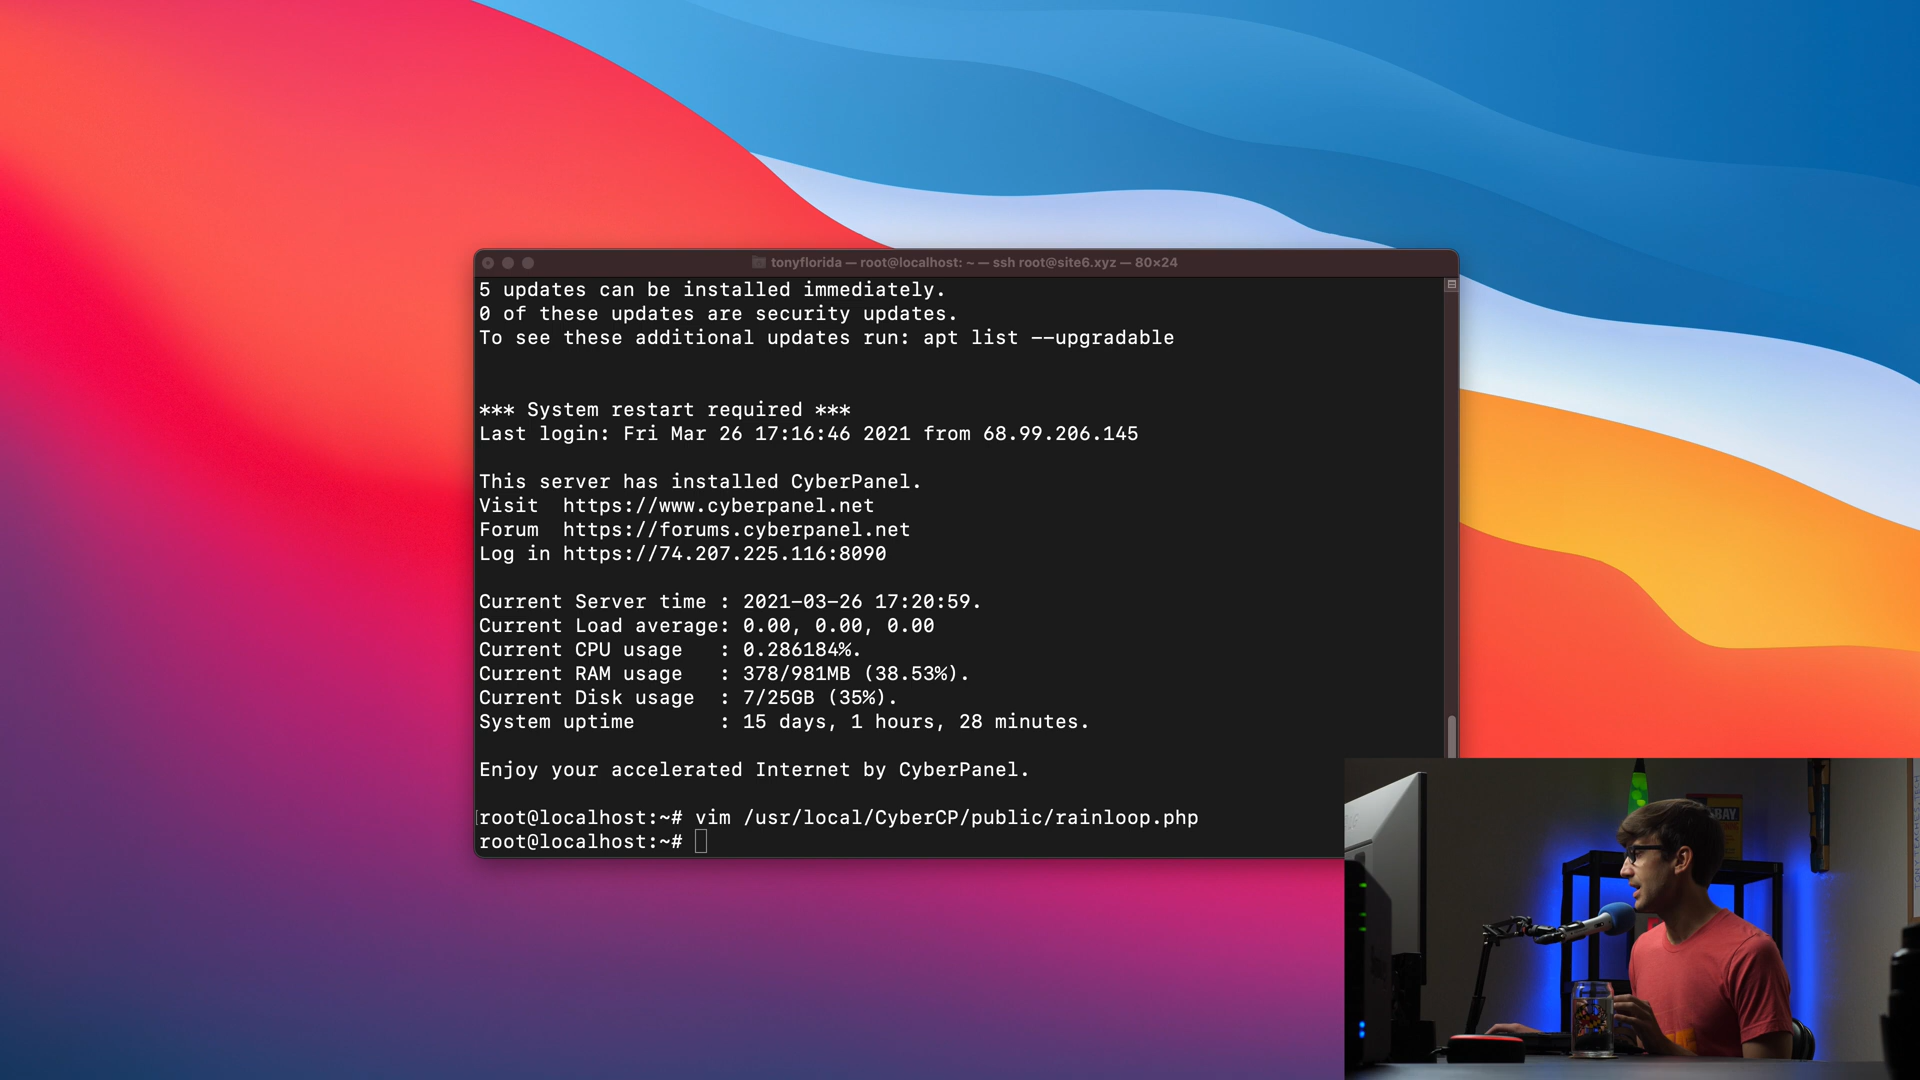 tonyflorida — root@localhost: ~ — ssh root@site6.xyz — 80×24
5 updates can be installed immediately.
0 of these updates are security updates.
To see these additional updates run: apt list --upgradable
*** System restart required ***
Last login: Fri Mar 26 17:16:46 2021 from 68.99.206.145
This server has installed CyberPanel.
Visit  https://www.cyberpanel.net
Forum  https://forums.cyberpanel.net
Log in https://74.207.225.116:8090
Current Server time : 2021-03-26 17:20:59.
Current Load average: 0.00, 0.00, 0.00
Current CPU usage   : 0.286184%.
Current RAM usage   : 378/981MB (38.53%).
Current Disk usage  : 7/25GB (35%).
System uptime       : 15 days, 1 hours, 28 minutes.
Enjoy your accelerated Internet by CyberPanel.
root@localhost:~# vim /usr/local/CyberCP/public/rainloop.php
root@localhost:~#
BAY